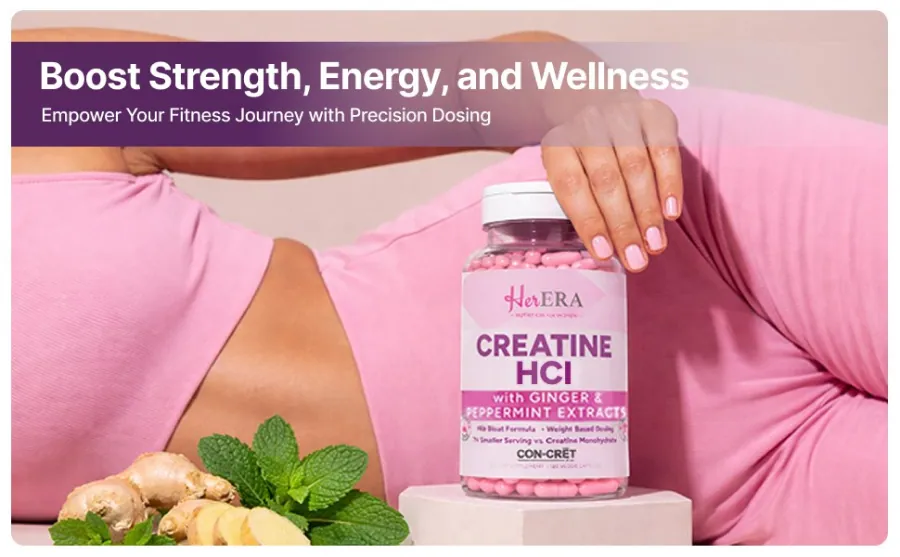 Boost Strength, Energy, and Wellness
Empower Your Fitness Journey with Precision Dosing
HerERA
CREATINE
HCl
with GINGER &
PEPPERMINT EXTRACTS
Bloat Formula • Weight Based Dosing
Smaller Serving vs. Creatine Monohydrate
CON-CRĒT